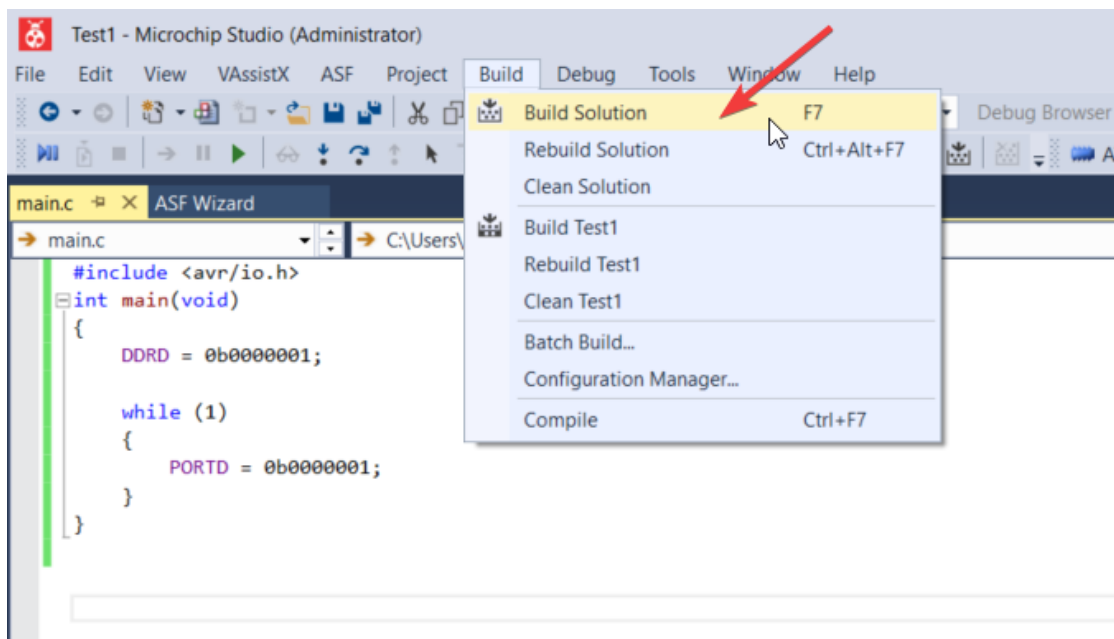 Test1 - Microchip Studio (Administrator)
File Edit View VAssistX ASF Project Build Debug Tools Window Help
Build Solution F7
Debug Browser
Rebuild Solution Ctrl+Alt+F7
Clean Solution
main.c ASF Wizard
Build Test1
main.c C:\Users\
Rebuild Test1
Clean Test1
Batch Build...
Configuration Manager...
Compile Ctrl+F7
#include <avr/io.h>
int main(void)
{
DDRD = 0b0000001;
while (1)
{
PORTD = 0b0000001;
}
}